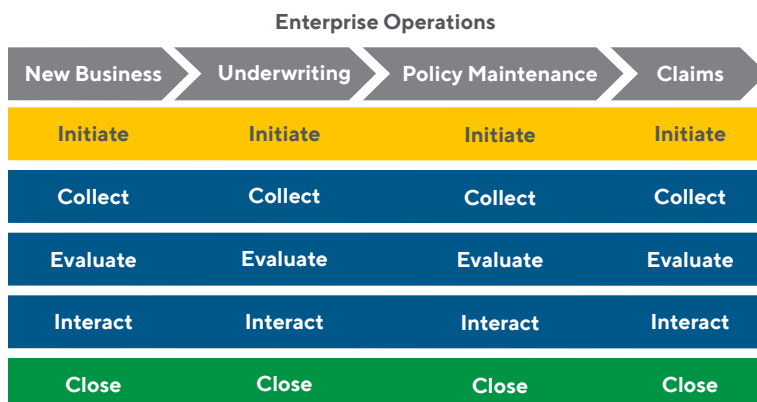 Enterprise Operations
New Business Underwriting Policy Maintenance Claims
Initiate Initiate Initiate Initiate
Collect Collect Collect Collect
Evaluate Evaluate Evaluate Evaluate
Interact Interact Interact Interact
Close Close Close Close